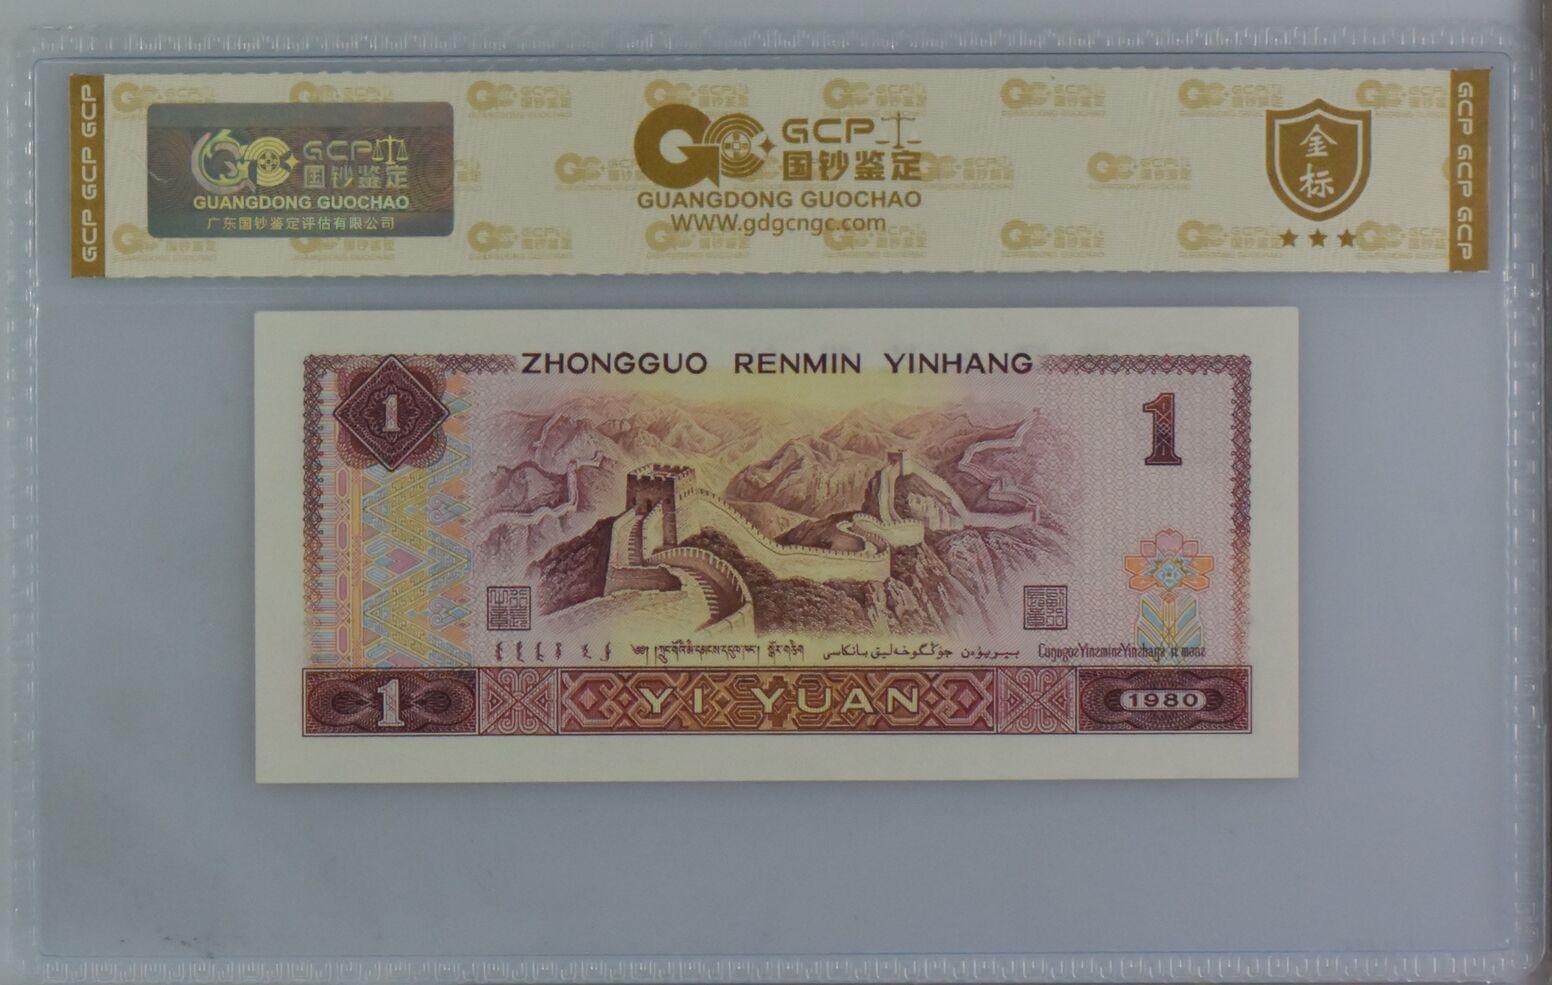 GCP GCP GCP
GCP
国钞鉴定
GUANGDONG GUOCHAO
广东国钞鉴定评估有限公司
GCP
国钞鉴定
GUANGDONG GUOCHAO
WWW.gdgcngc.com
金标
GCP GCP GCP
ZHONGGUO RENMIN YINHANG
1
1
1
YI YUAN
1980